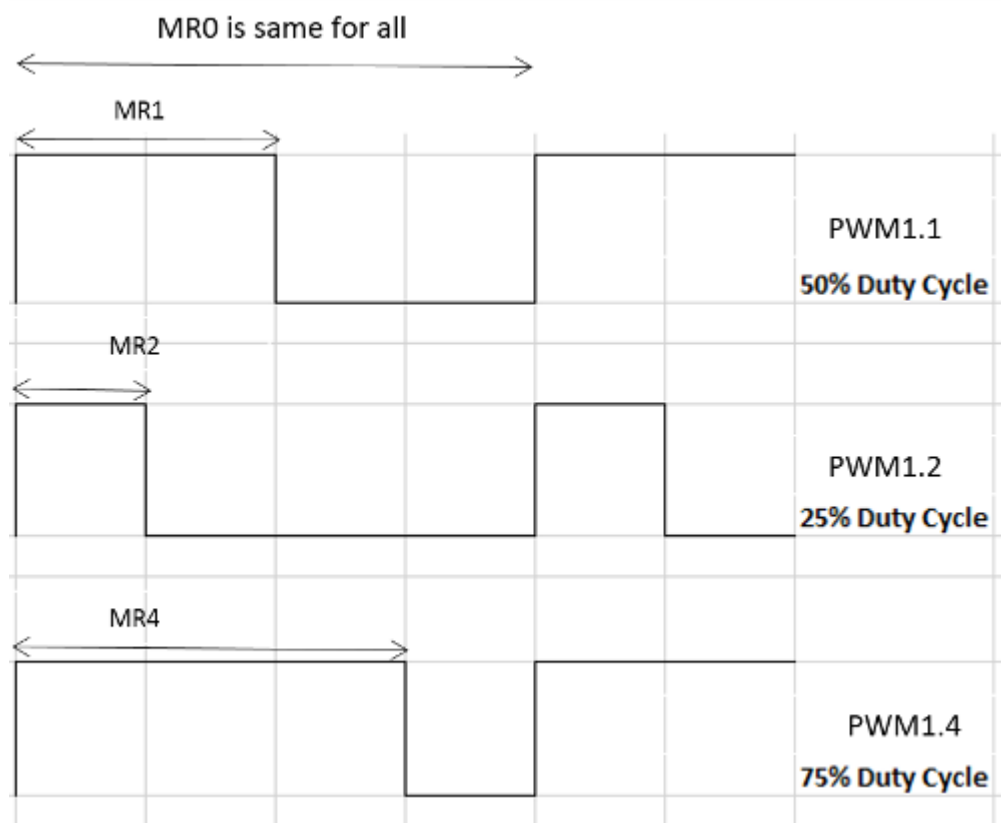 MR0 is same for all
MR1
PWM1.1
50% Duty Cycle
MR2
PWM1.2
25% Duty Cycle
MR4
PWM1.4
75% Duty Cycle